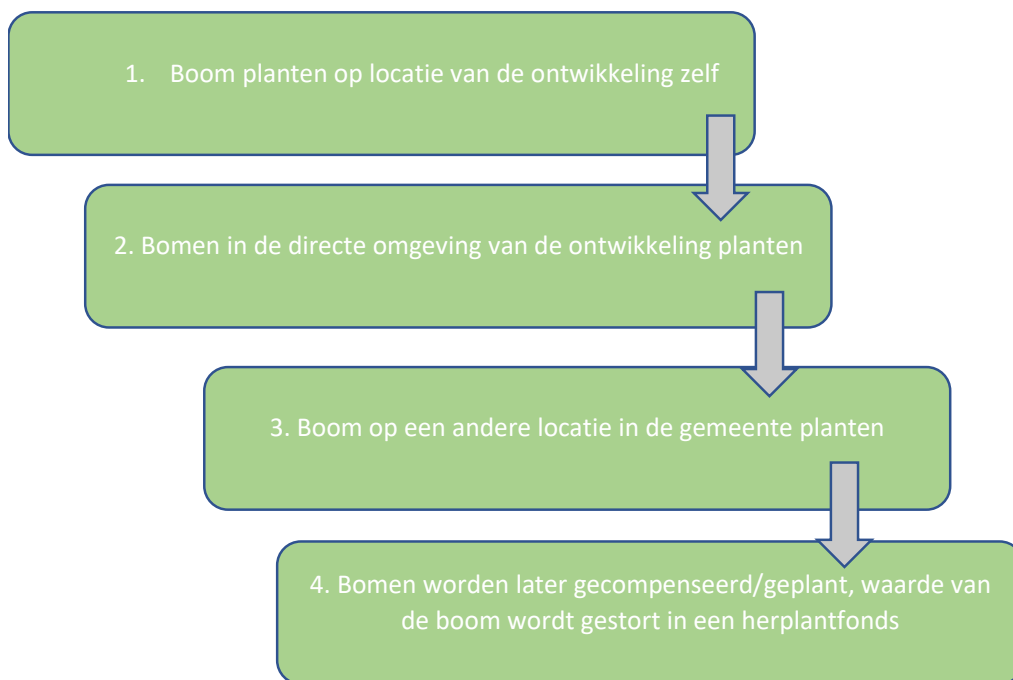 1. Boom planten op locatie van de ontwikkeling zelf
2. Bomen in de directe omgeving van de ontwikkeling planten
3. Boom op een andere locatie in de gemeente planten
4. Bomen worden later gecompenseerd/geplant, waarde van
de boom wordt gestort in een herplantfonds